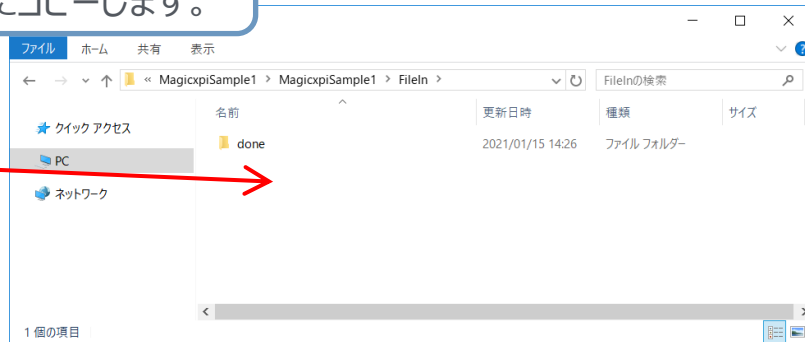 にコピーします。
ファイル ホーム 共有 表示
« MagicxpiSample1 > MagicxpiSample1 > FileIn > FileInの検索
名前 更新日時 種類 サイズ
クイック アクセス
done 2021/01/15 14:26 ファイル フォルダー
PC
ネットワーク
1 個の項目